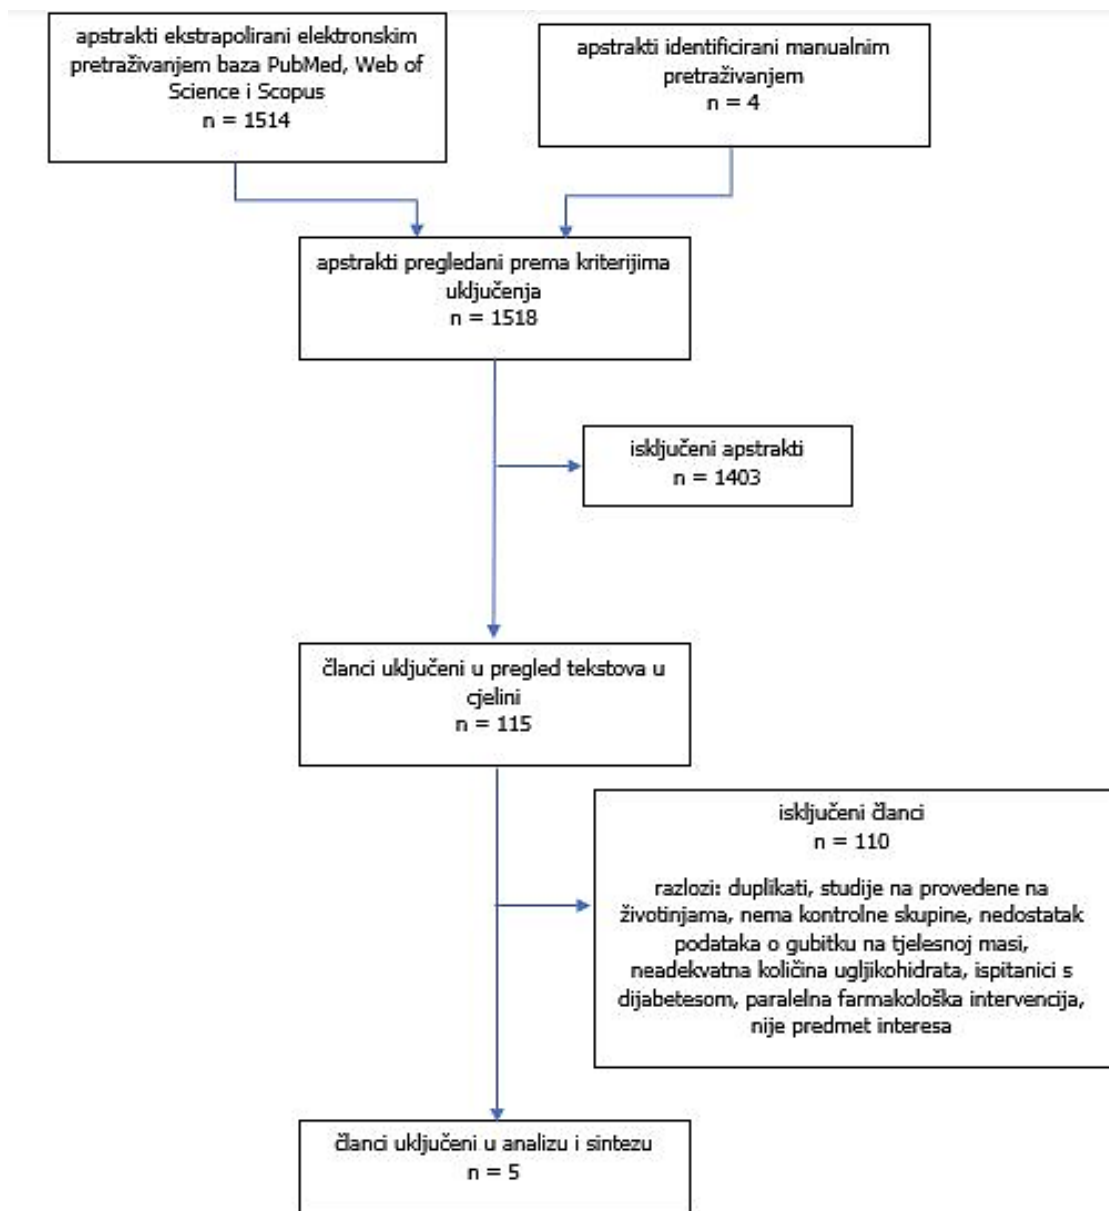 apstrakti ekstrapolirani elektronskim
pretraživanjem baza PubMed, Web of
Science i Scopus
n = 1514
apstrakti identificirani manualnim
pretraživanjem
n = 4
apstrakti pregledani prema kriterijima
uključenja
n = 1518
isključeni apstrakti
n = 1403
članci uključeni u pregled tekstova u
cjelini
n = 115
isključeni članci
n = 110
razlozi: duplikati, studije na provedene na
životinjama, nema kontrolne skupine, nedostatak
podataka o gubitku na tjelesnoj masi,
neadekvatna količina ugljikohidrata, ispitanici s
dijabetesom, paralelna farmakološka intervencija,
nije predmet interesa
članci uključeni u analizu i sintezu
n = 5